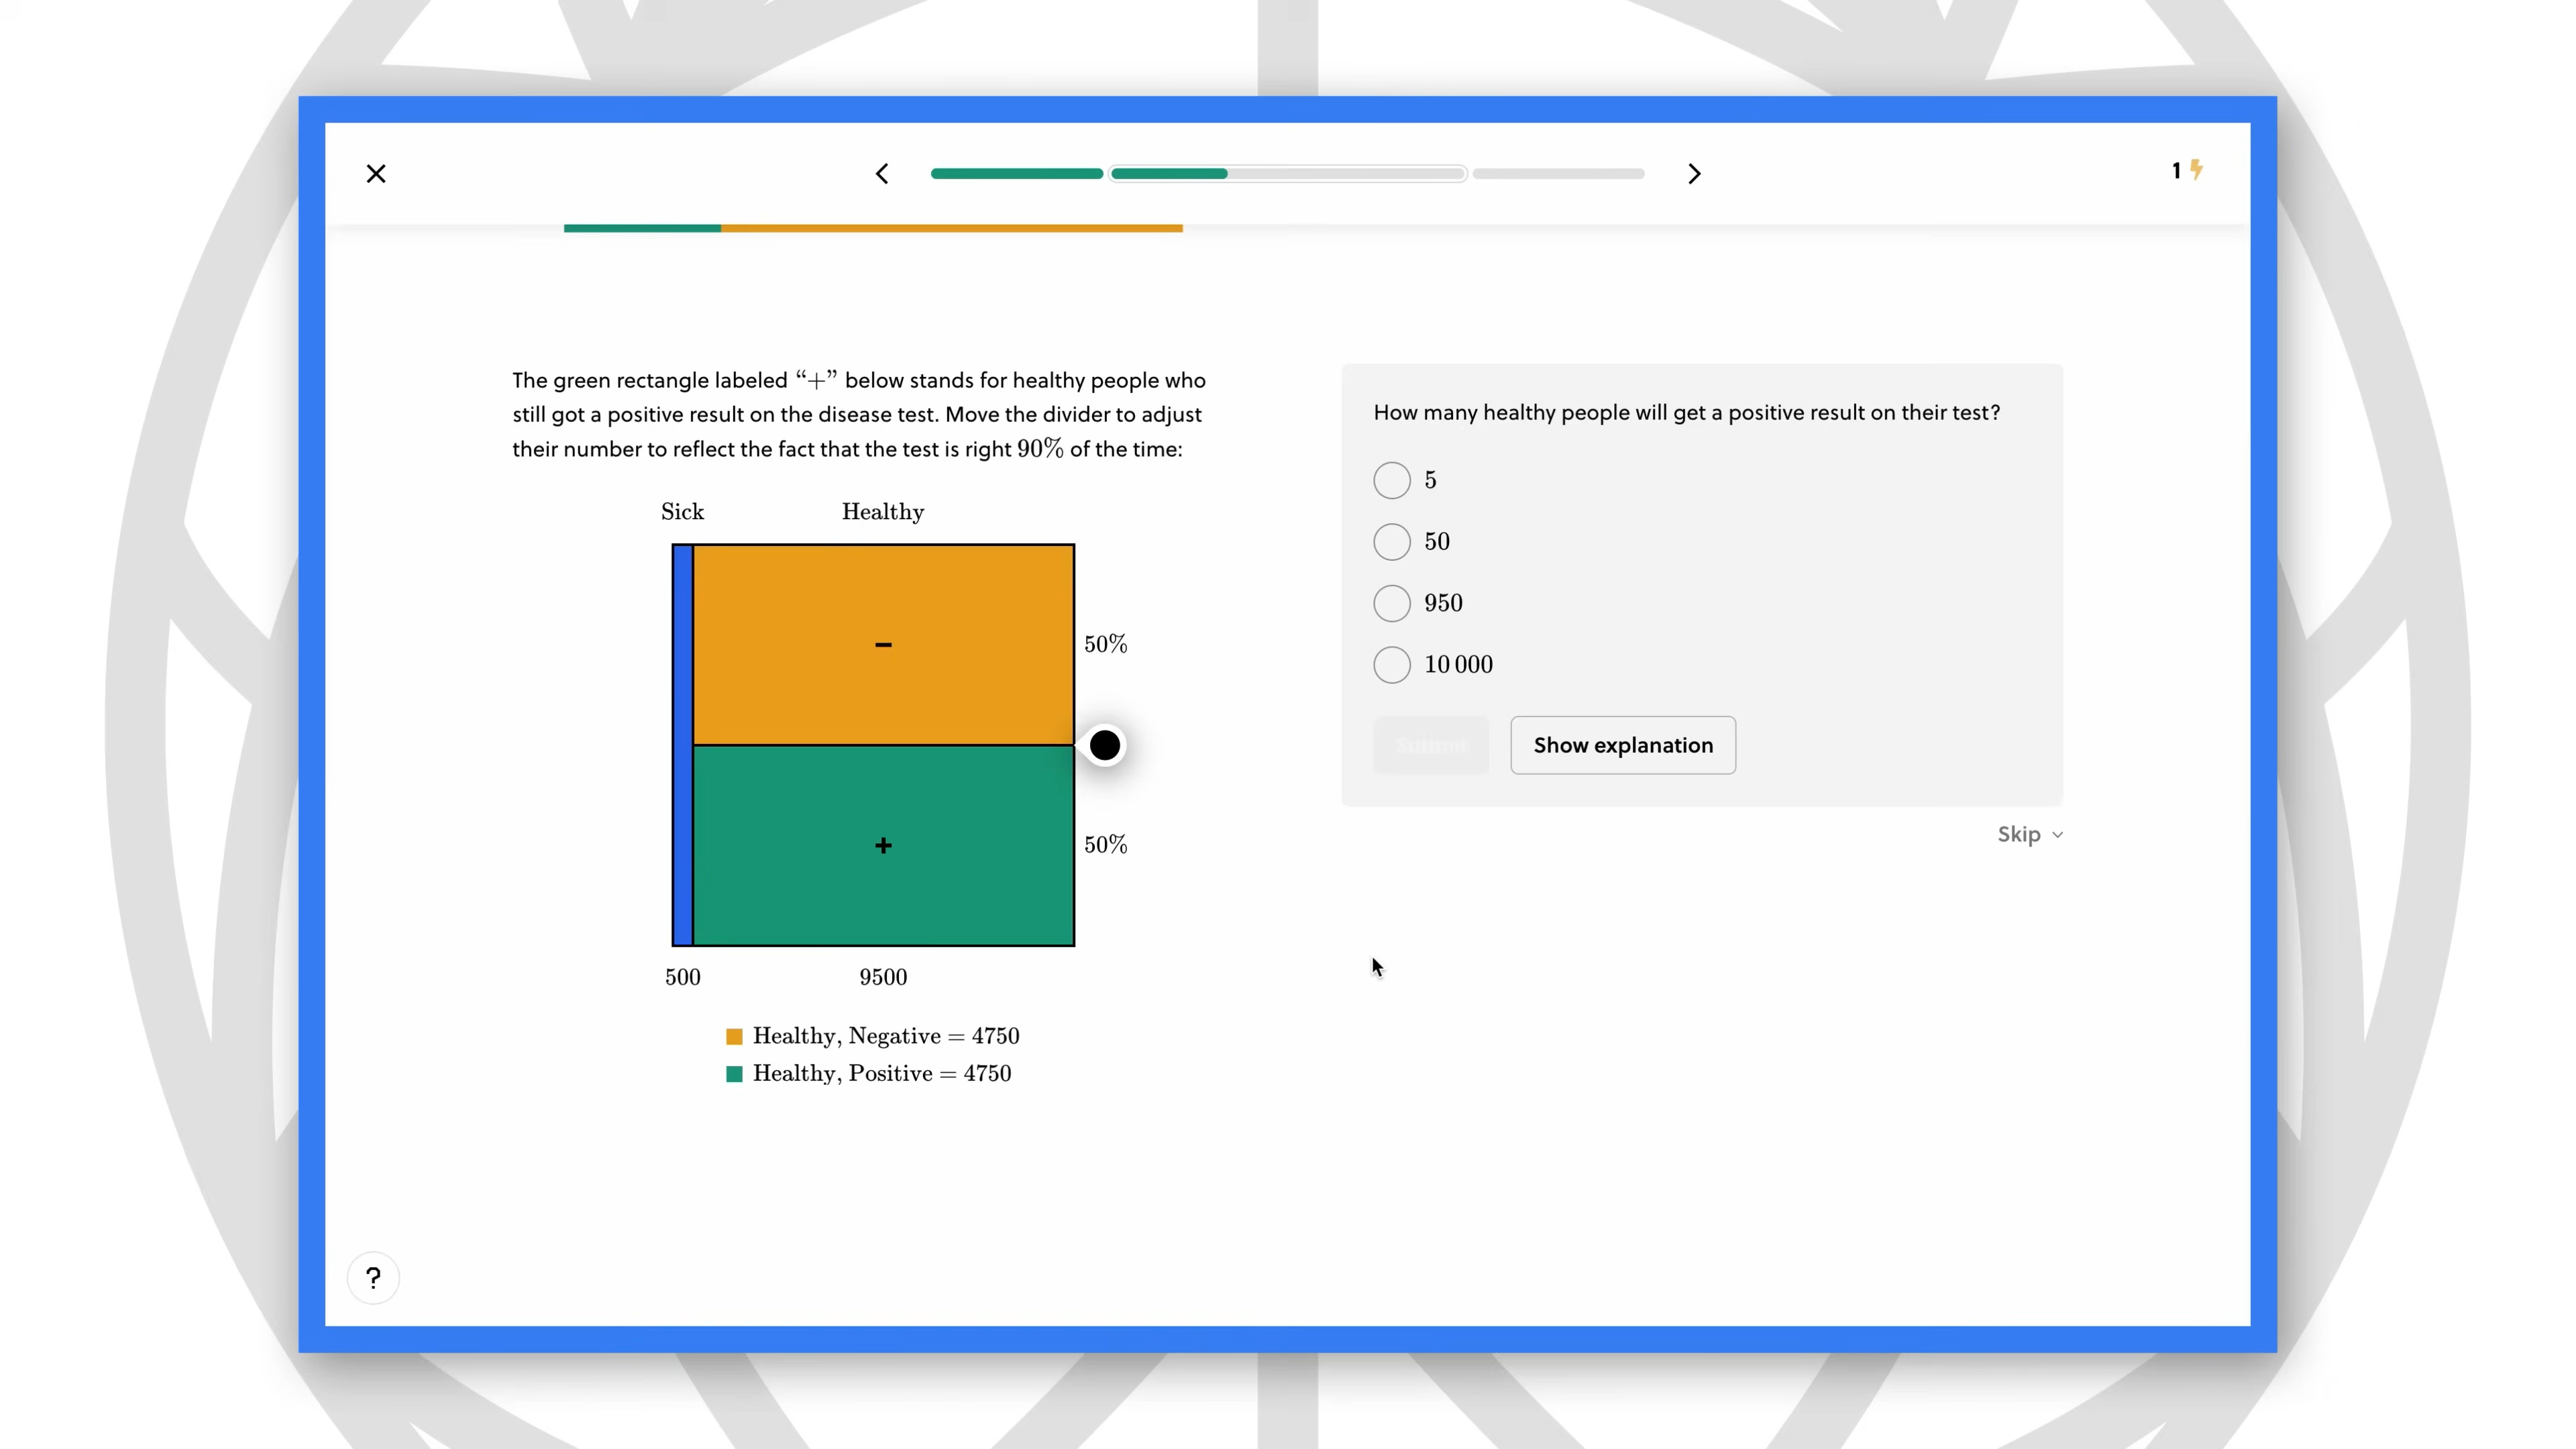 1
The green rectangle labeled “+” below stands for healthy people who
still got a positive result on the disease test. Move the divider to adjust
their number to reflect the fact that the test is right 90% of the time:
Sick Healthy
−
50%
+
50%
500 9500
Healthy, Negative = 4750
Healthy, Positive = 4750
How many healthy people will get a positive result on their test?
5
50
950
10 000
Submit Show explanation
Skip
?